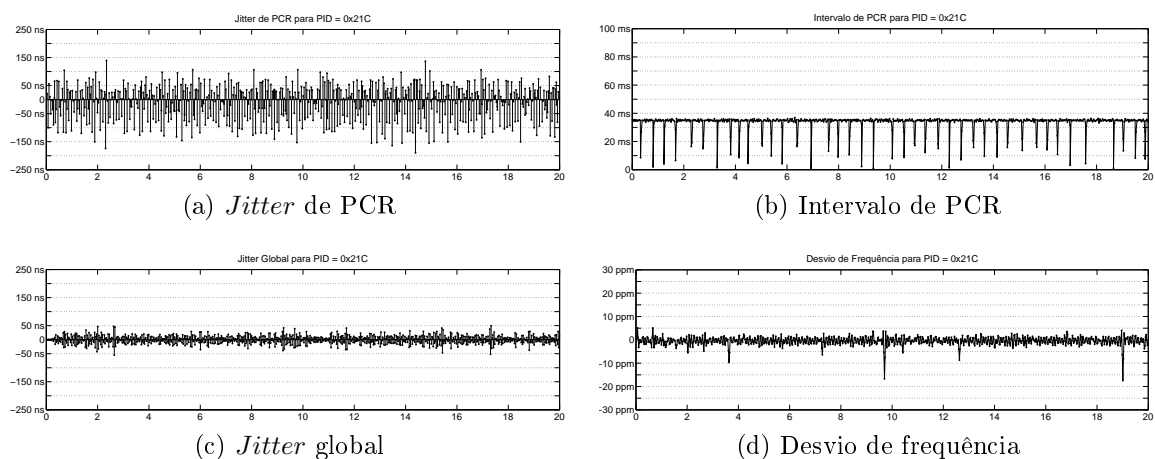 Jitter de PCR para PID = 0x21C
250 ns
150 ns
50 ns
0
−50 ns
−150 ns
−250 ns
0 2 4 6 8 10 12 14 16 18 20
(a) Jitter de PCR
Intervalo de PCR para PID = 0x21C
100 ms
80 ms
60 ms
40 ms
20 ms
0
0 2 4 6 8 10 12 14 16 18 20
(b) Intervalo de PCR
Jitter Global para PID = 0x21C
250 ns
150 ns
50 ns
0
−50 ns
−150 ns
−250 ns
0 2 4 6 8 10 12 14 16 18 20
(c) Jitter global
Desvio de Frequência para PID = 0x21C
30 ppm
20 ppm
10 ppm
0
-10 ppm
-20 ppm
-30 ppm
0 2 4 6 8 10 12 14 16 18 20
(d) Desvio de frequência